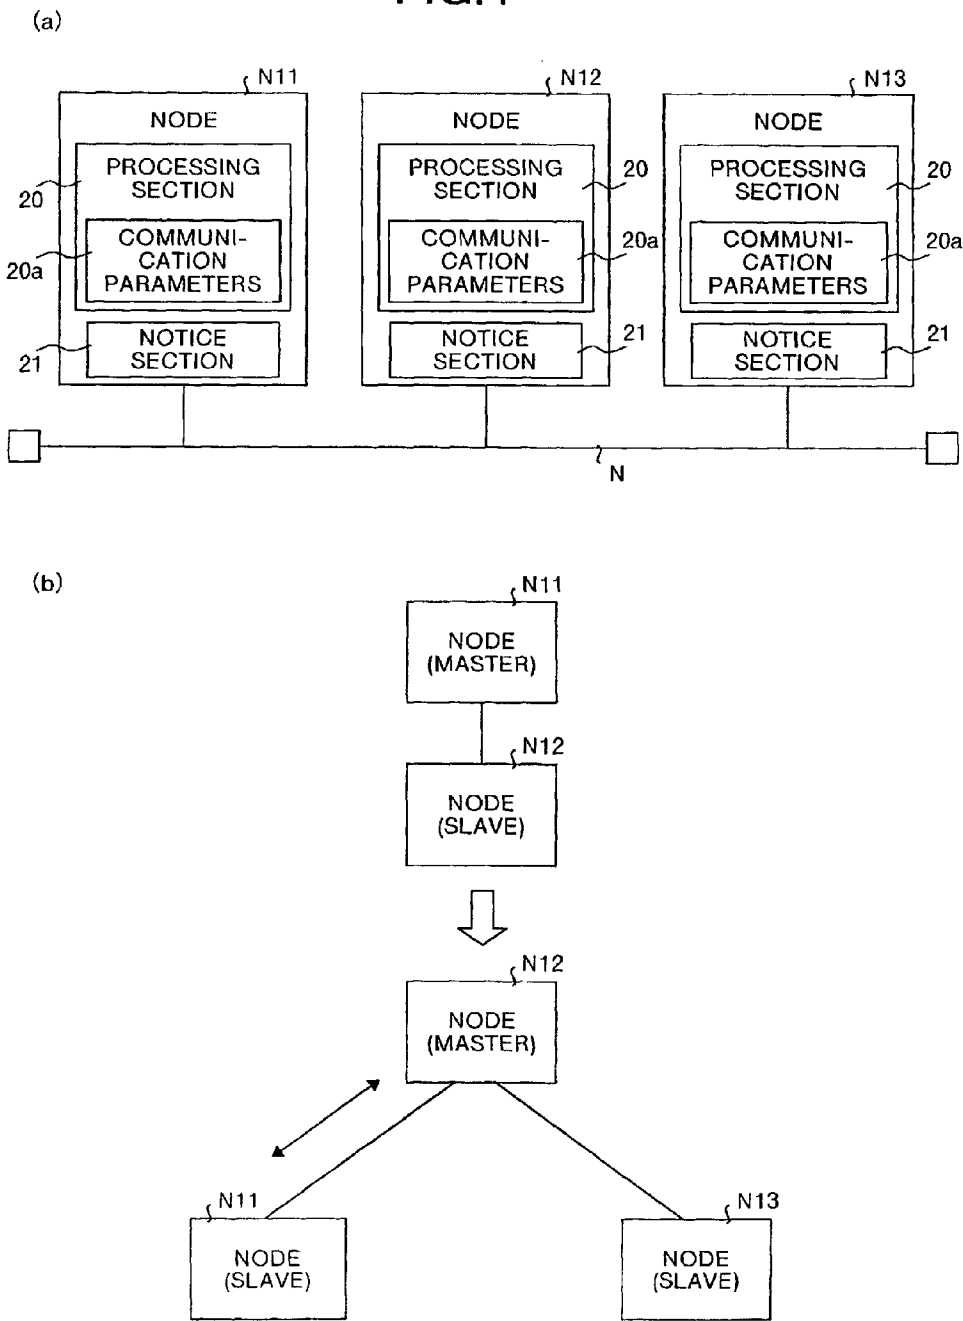 (a)
N11
N12
N13
NODE
NODE
NODE
PROCESSING
SECTION
PROCESSING
SECTION
PROCESSING
SECTION
20
20
20
COMMUNI-
CATION
PARAMETERS
COMMUNI-
CATION
PARAMETERS
COMMUNI-
CATION
PARAMETERS
20a
20a
20a
NOTICE
SECTION
NOTICE
SECTION
NOTICE
SECTION
21
21
21
N
(b)
N11
NODE
(MASTER)
N12
NODE
(SLAVE)
N12
NODE
(MASTER)
N11
NODE
(SLAVE)
N13
NODE
(SLAVE)